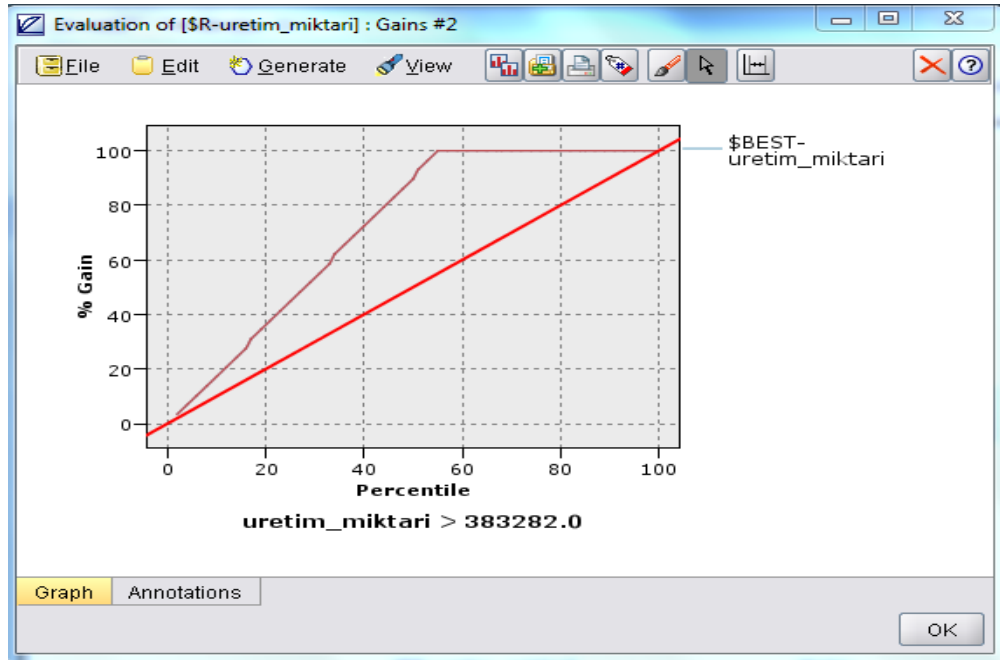 Evaluation of [$R-uretim_miktari] : Gains #2
File Edit Generate View
$BEST-
uretim_miktari
100
80
60
40
20
0
% Gain
0 20 40 60 80 100
Percentile
uretim_miktari > 383282.0
Graph Annotations
OK